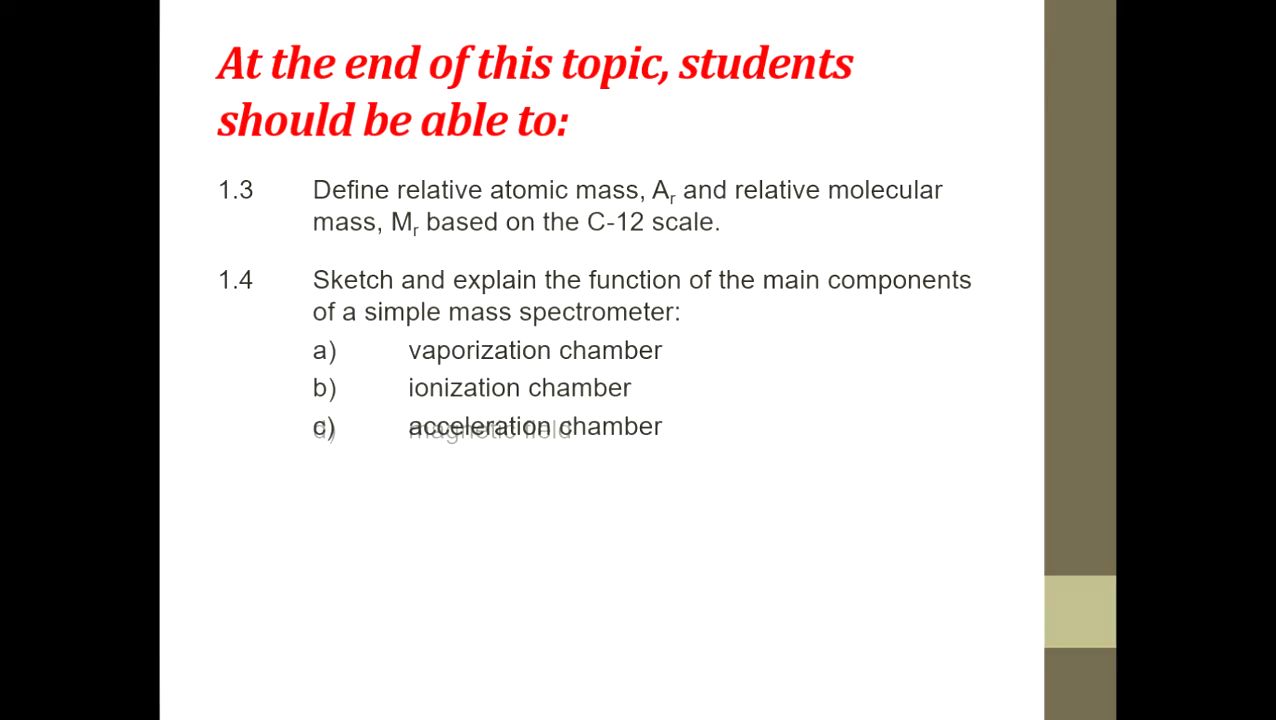 At the end of this topic, students
should be able to:
1.3 Define relative atomic mass, Ar and relative molecular
mass, Mr based on the C-12 scale.
1.4 Sketch and explain the function of the main components
of a simple mass spectrometer:
a) vaporization chamber
b) ionization chamber
c) acceleration chamber
d) magnetic field